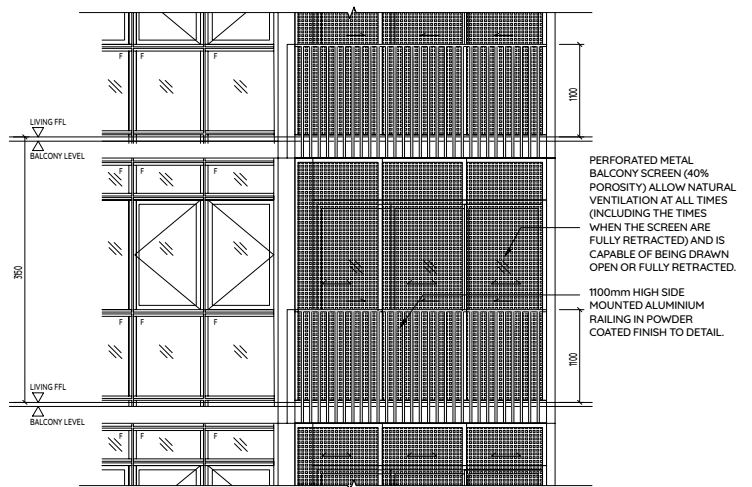 F F F
LIVING FFL
BALCONY LEVEL
1100
F F F
3150
PERFORATED METAL
BALCONY SCREEN (40%
POROSITY) ALLOW NATURAL
VENTILATION AT ALL TIMES
(INCLUDING THE TIMES
WHEN THE SCREEN ARE
FULLY RETRACTED) AND IS
CAPABLE OF BEING DRAWN
OPEN OR FULLY RETRACTED.
1100mm HIGH SIDE
MOUNTED ALUMINIUM
RAILING IN POWDER
COATED FINISH TO DETAIL.
F F F
1100
LIVING FFL
BALCONY LEVEL
F F F